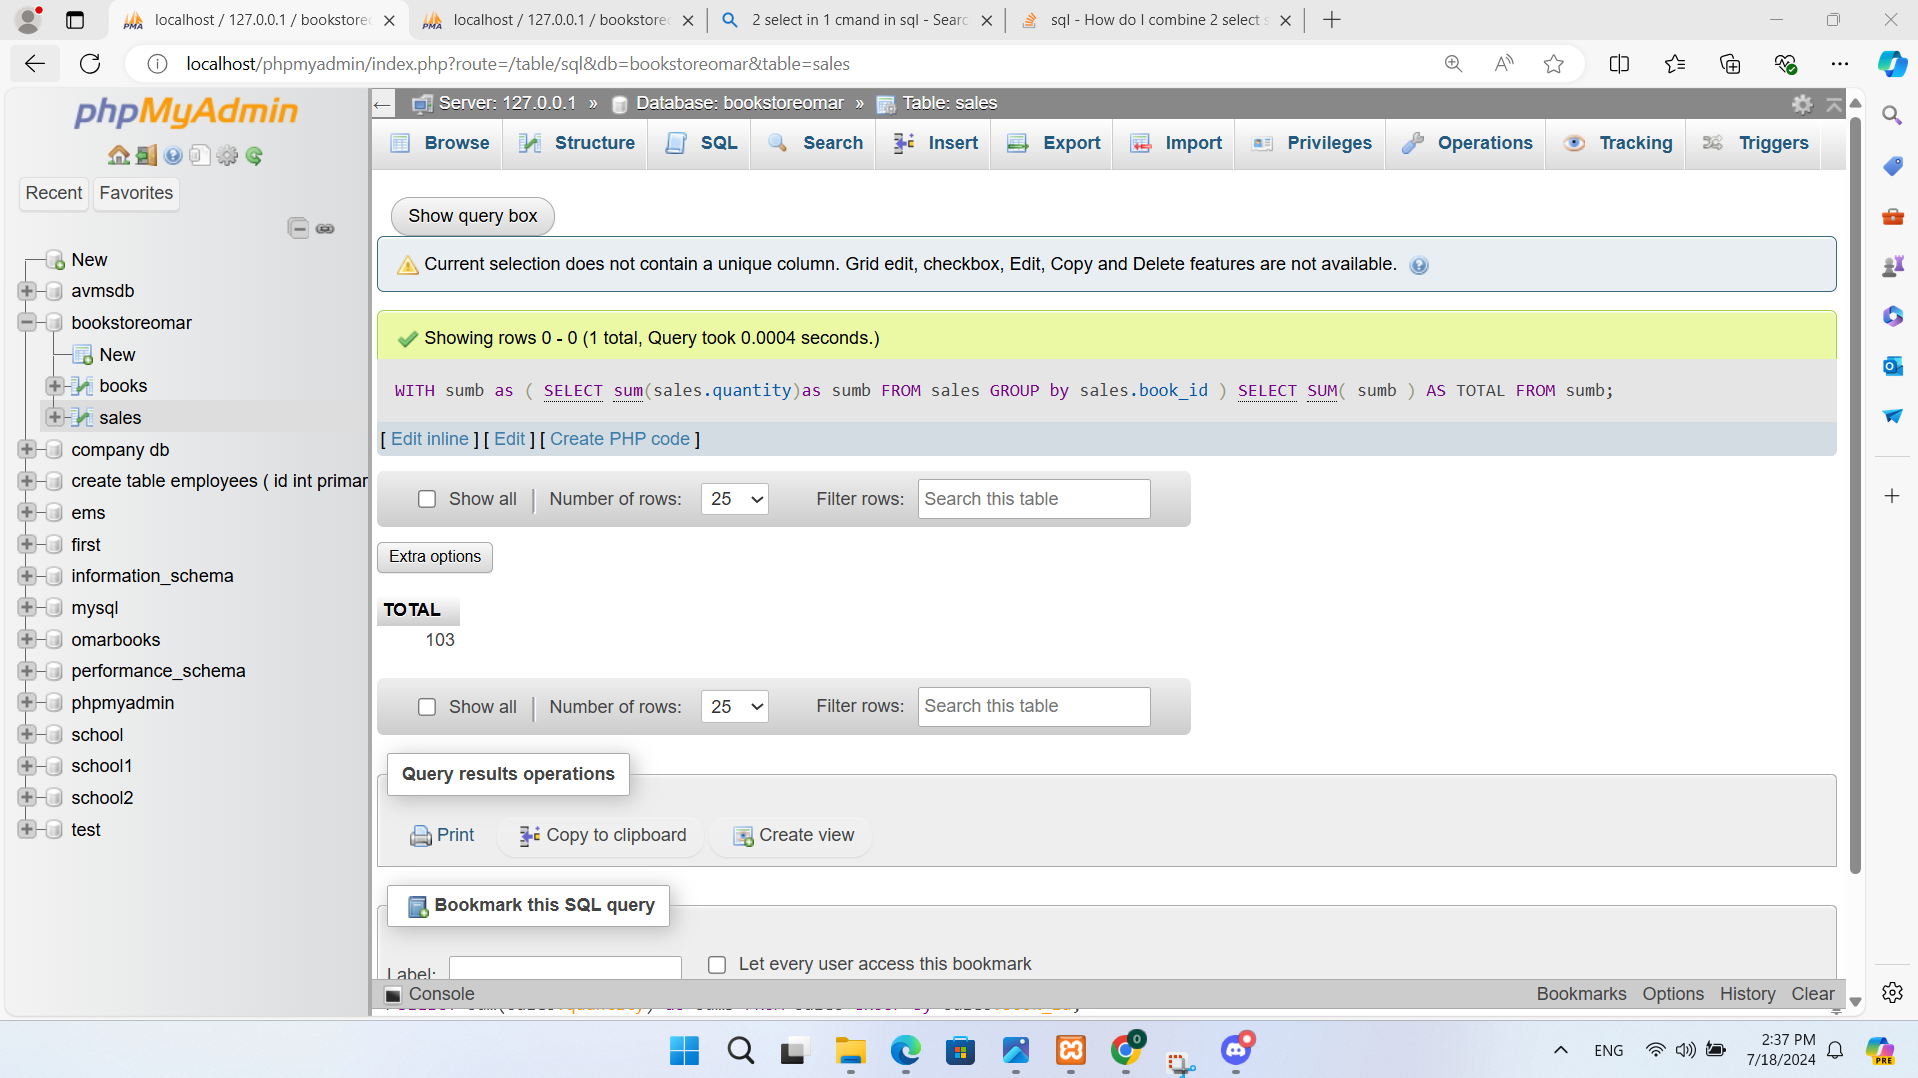 localhost / 127.0.0.1 / bookstoreo
localhost / 127.0.0.1 / bookstore
2 select in 1 cmand in sql - Searc
sql - How do I combine 2 select s
localhost/phpmyadmin/index.php?route=/table/sql&db=bookstoreomar&table=sales
phpMyAdmin
Recent
Favorites
New
avmsdb
bookstoreomar
New
books
sales
company db
create table employees ( id int primar
ems
first
information_schema
mysql
omarbooks
performance_schema
phpmyadmin
school
school1
school2
test
Server: 127.0.0.1 » Database: bookstoreomar » Table: sales
Browse
Structure
SQL
Search
Insert
Export
Import
Privileges
Operations
Tracking
Triggers
Show query box
Current selection does not contain a unique column. Grid edit, checkbox, Edit, Copy and Delete features are not available.
Showing rows 0 - 0 (1 total, Query took 0.0004 seconds.)
WITH sumb as ( SELECT sum(sales.quantity)as sumb FROM sales GROUP by sales.book_id ) SELECT SUM( sumb ) AS TOTAL FROM sumb;
[ Edit inline ] [ Edit ] [ Create PHP code ]
Show all | Number of rows: 25 Filter rows: Search this table
Extra options
TOTAL
103
Show all | Number of rows: 25 Filter rows: Search this table
Query results operations
Print
Copy to clipboard
Create view
Bookmark this SQL query
Label:
Let every user access this bookmark
Console
Bookmarks
Options
History
Clear
ENG
2:37 PM
7/18/2024
PRE